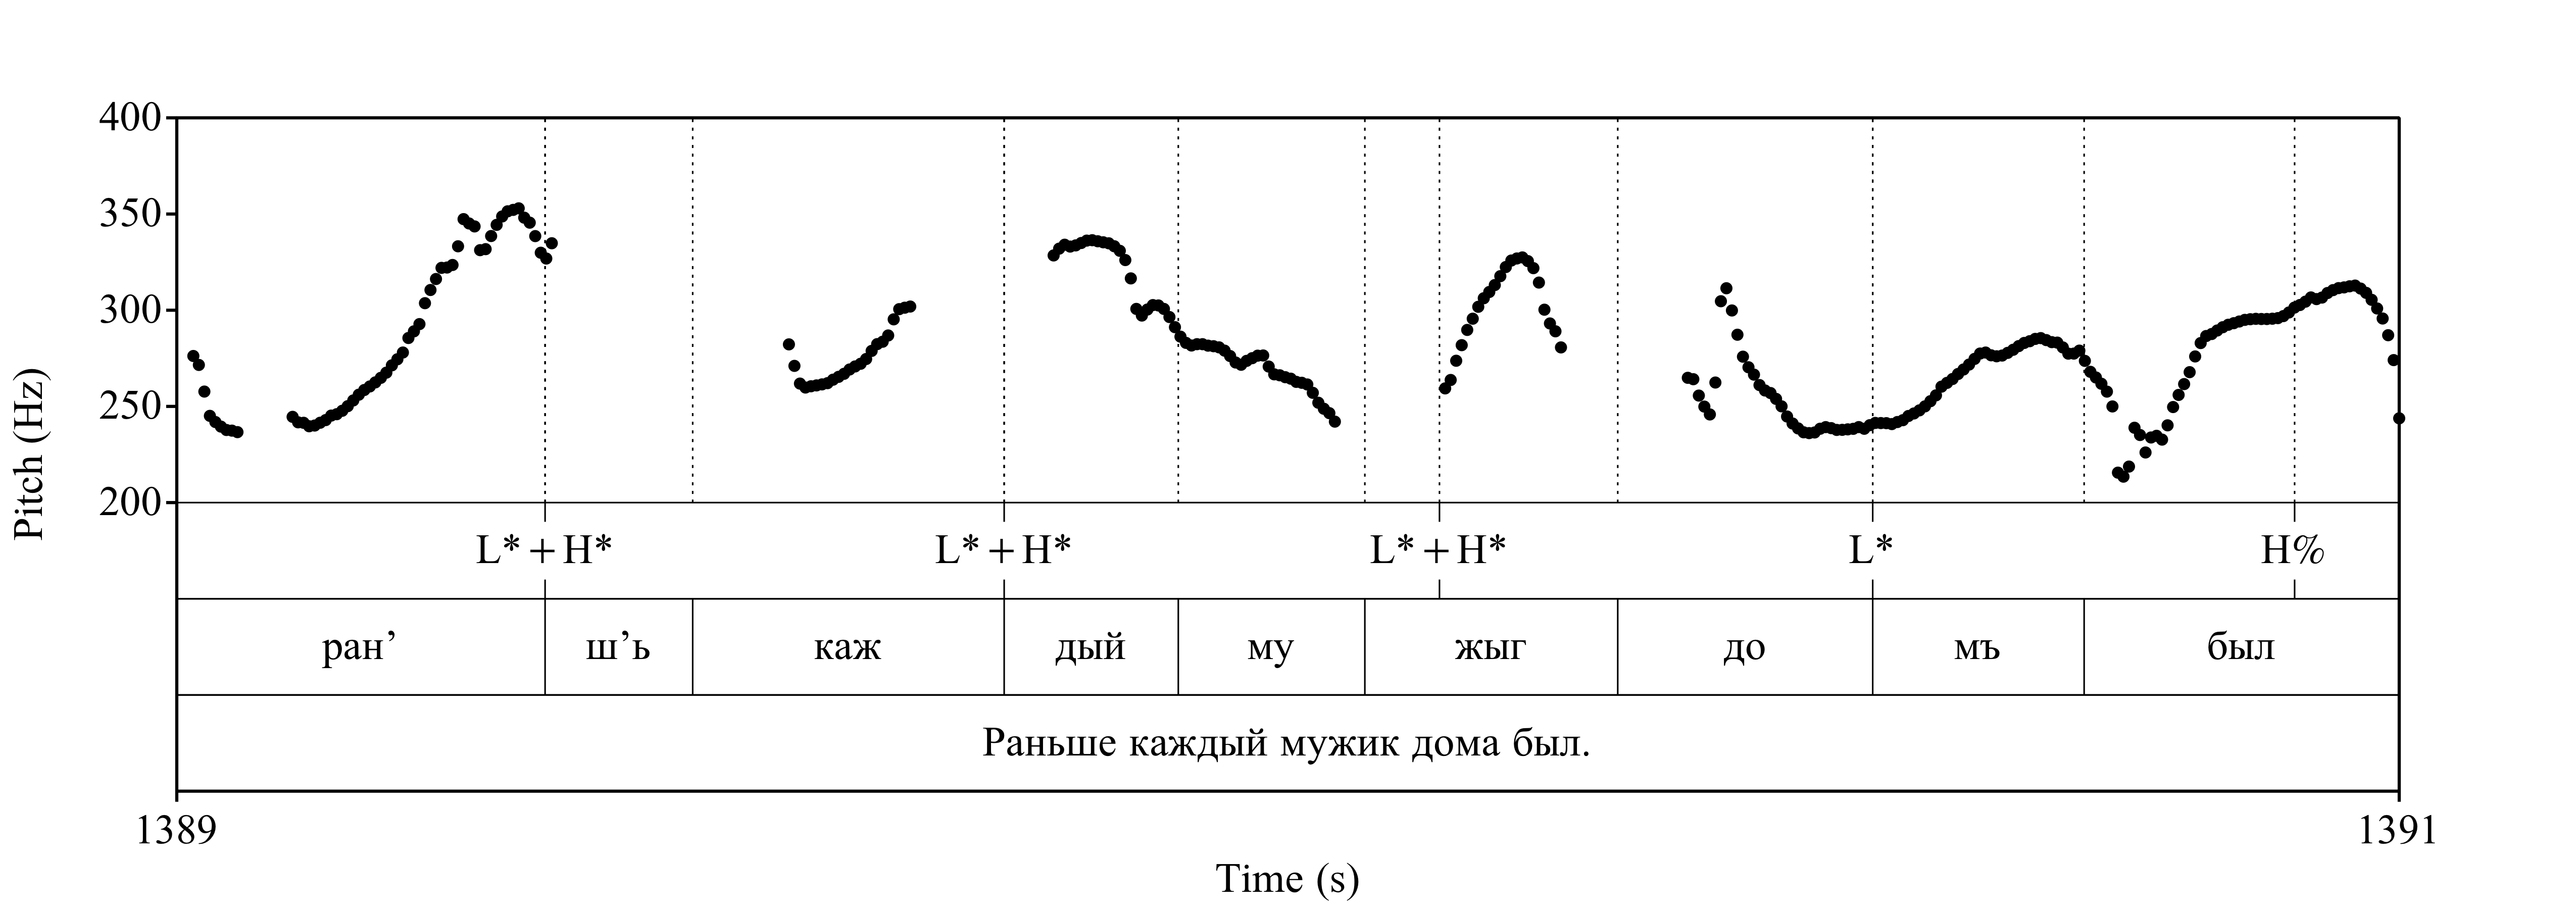 400
350
300
250
200
Pitch (Hz)
L*+H* L*+H* L*+H* L* H%
ран’ ш’ь каж дый му жыг до мъ был
Раньше каждый мужик дома был.
1389 1391
Time (s)